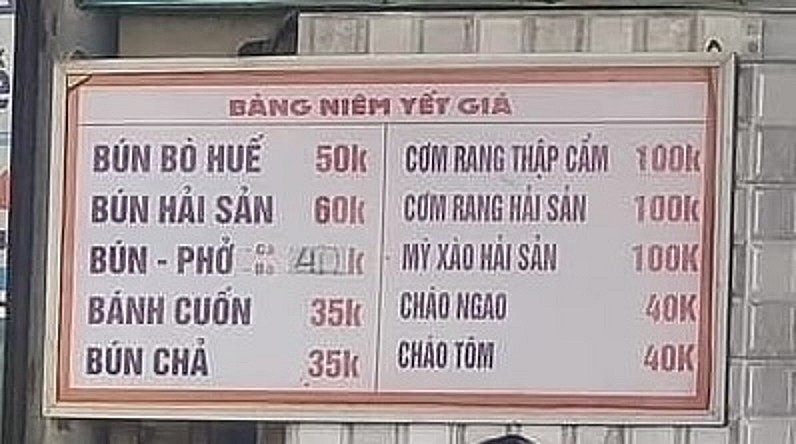 BẢNG NIÊM YẾT GIÁ
BÚN BÒ HUẾ 50k
BÚN HẢI SẢN 60k
BÚN - PHỞ Gà Bò 40k
BÁNH CUỐN 35k
BÚN CHẢ 35k
CƠM RANG THẬP CẨM 100k
CƠM RANG HẢI SẢN 100k
MỲ XÀO HẢI SẢN 100K
CHÁO NGAO 40K
CHÁO TÔM 40K